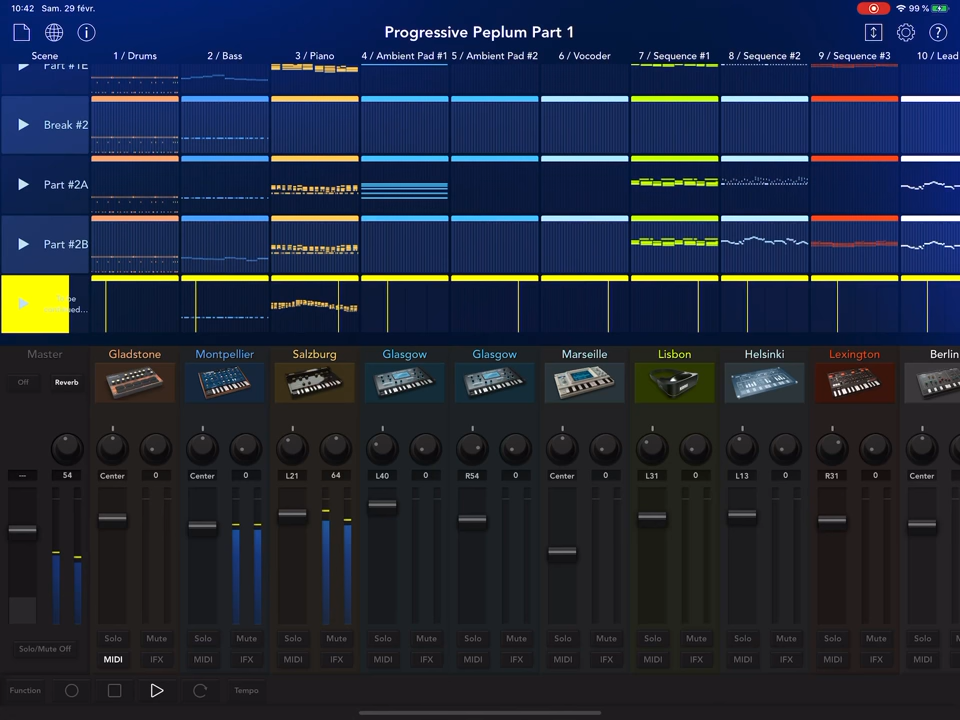 10:42 Sam. 29 févr. 99 %
Progressive Peplum Part 1
Scene 1 / Drums 2 / Bass 3 / Piano 4 / Ambient Pad #1 5 / Ambient Pad #2 6 / Vocoder 7 / Sequence #1 8 / Sequence #2 9 / Sequence #3 10 / Lead
Part #1E
Break #2
Part #2A
Part #2B
Master Gladstone Montpellier Salzburg Glasgow Glasgow Marseille Lisbon Helsinki Lexington Berlin
Off Reverb
--- 54 Center 0 Center 0 L21 64 L40 0 R54 0 Center 0 L31 0 L13 0 R31 0 Center
Solo Mute Solo Mute Solo Mute Solo Mute Solo Mute Solo Mute Solo Mute Solo Mute Solo Mute Solo M
Solo/Mute Off
MIDI IFX MIDI IFX MIDI IFX MIDI IFX MIDI IFX MIDI IFX MIDI IFX MIDI IFX MIDI IFX MIDI
Function Tempo